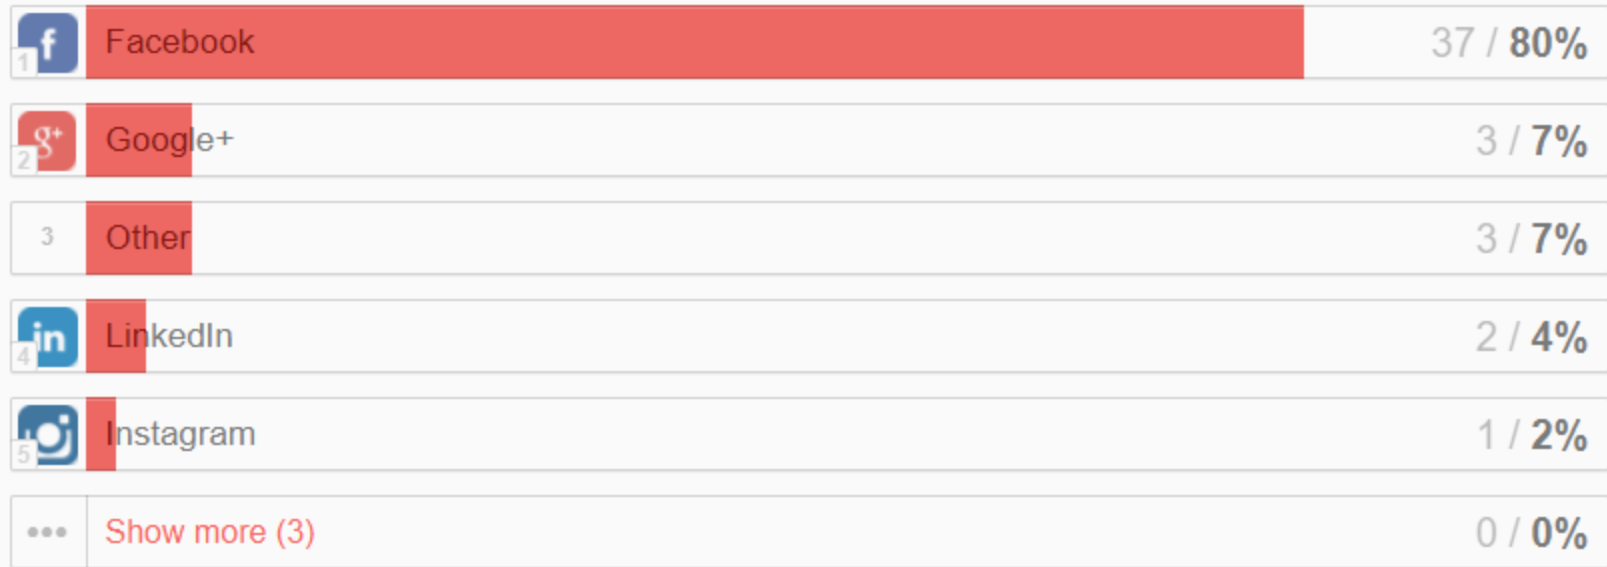 f 1 Facebook 37 / 80%
g+ 2 Google+ 3 / 7%
3 Other 3 / 7%
in 4 LinkedIn 2 / 4%
5 Instagram 1 / 2%
••• Show more (3) 0 / 0%